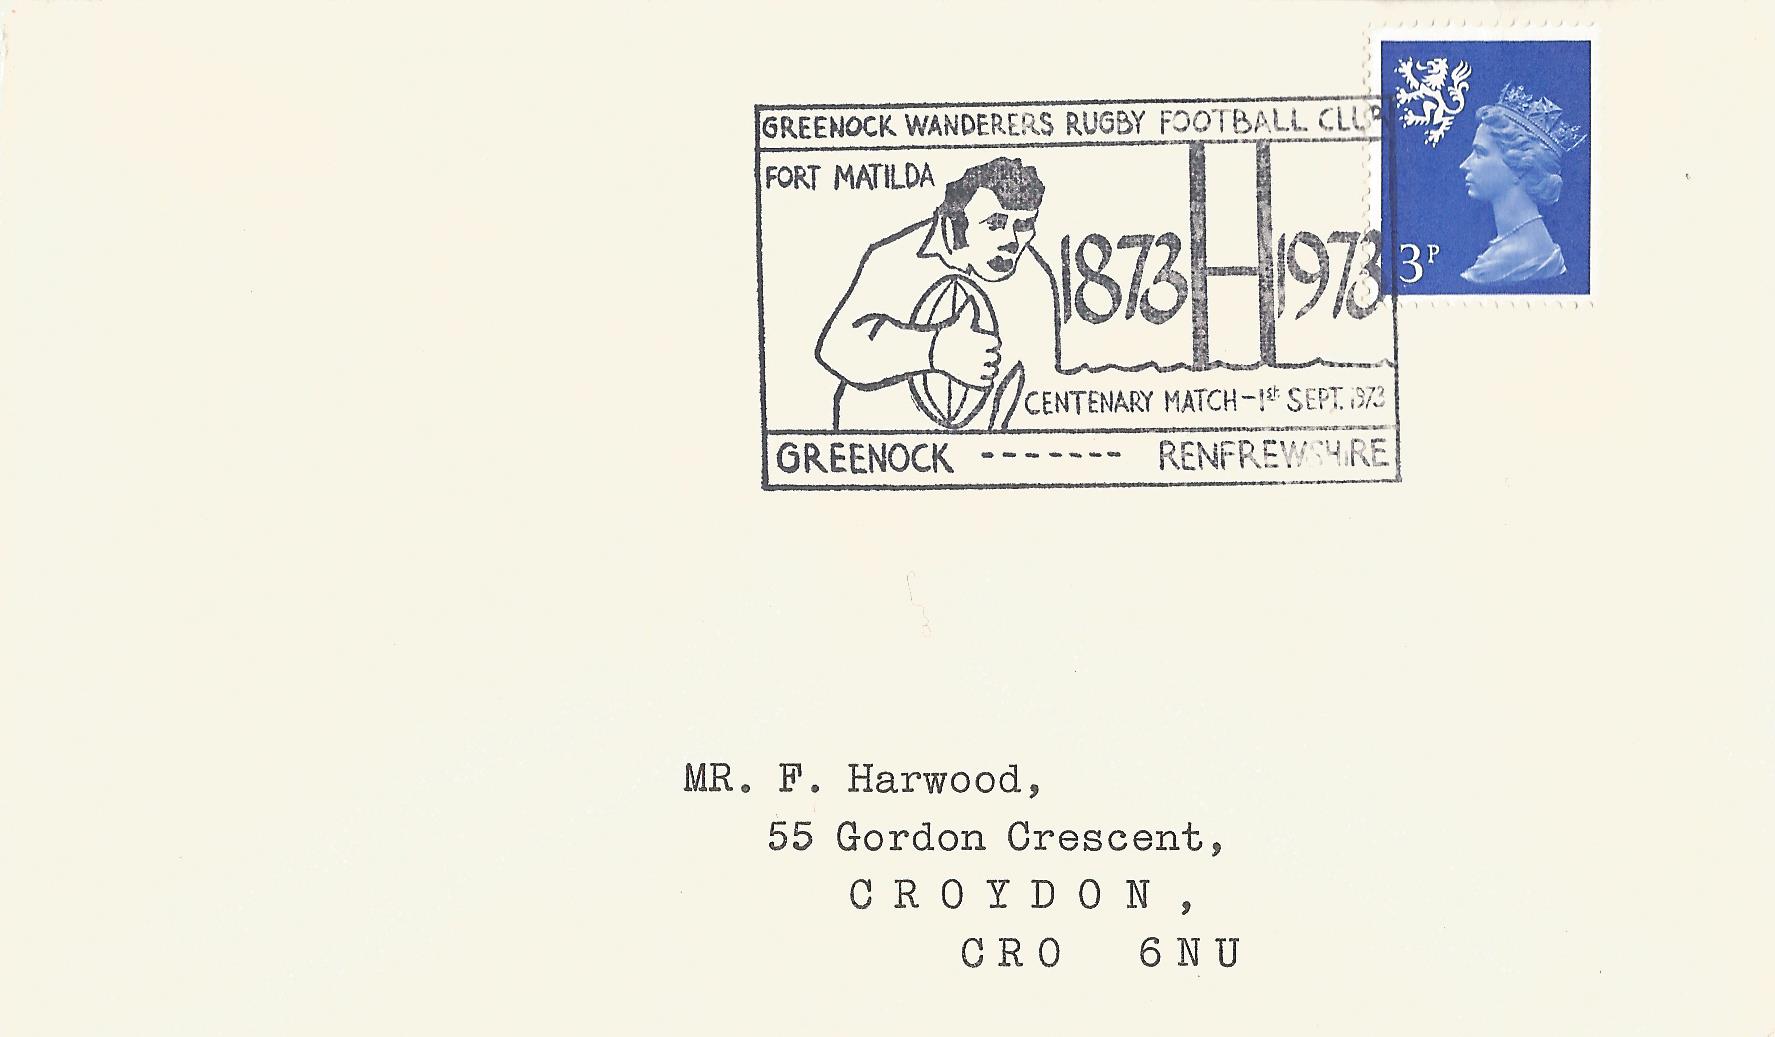 GREENOCK WANDERERS RUGBY FOOTBALL CLUB
FORT MATILDA
1873 1973
3P
CENTENARY MATCH - 1st SEPT. 1973
GREENOCK ------- RENFREWSHIRE
MR. F. Harwood,
55 Gordon Crescent,
CROYDON,
CRO 6NU